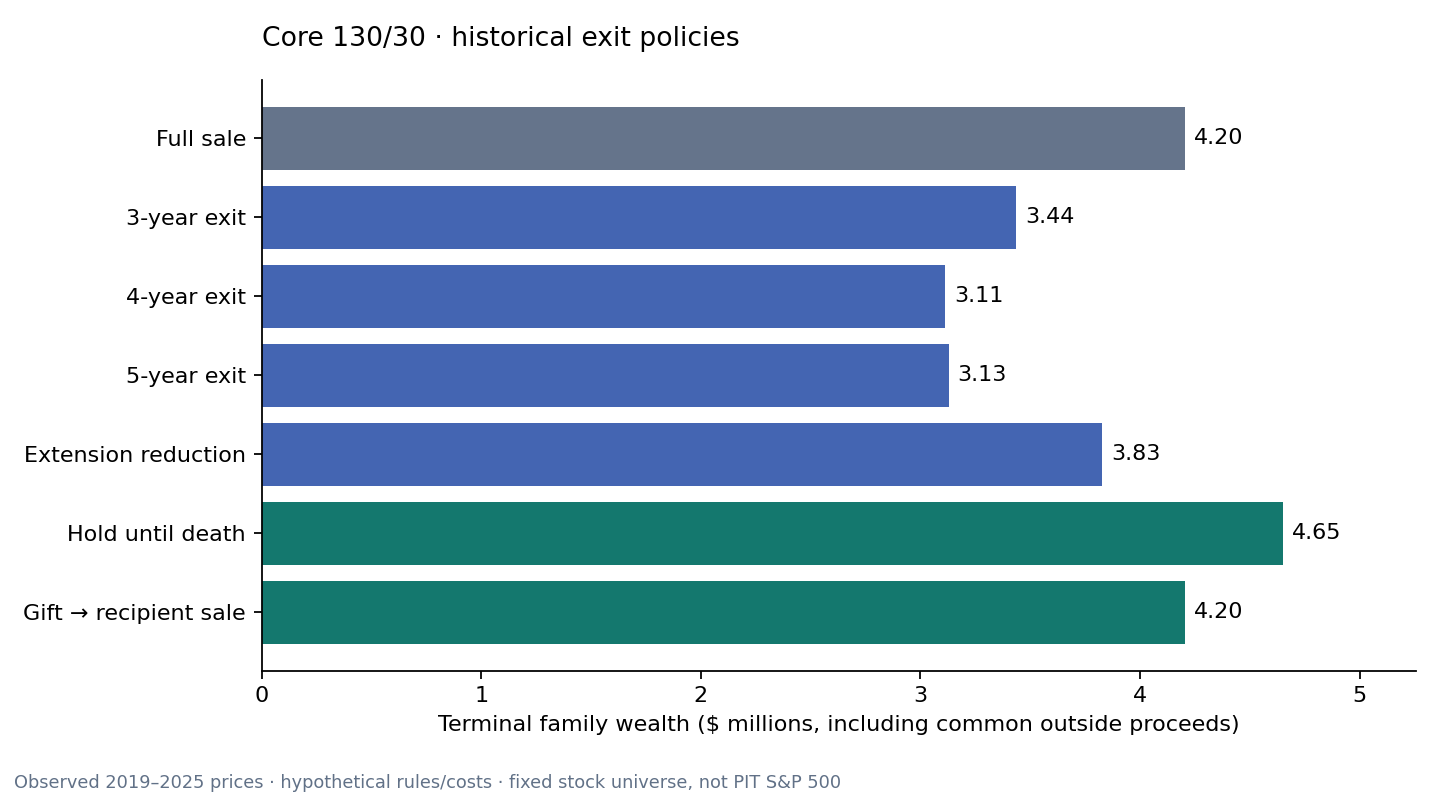 Core 130/30 · historical exit policies
Full sale
4.20
3-year exit
3.44
4-year exit
3.11
5-year exit
3.13
Extension reduction
3.83
Hold until death
4.65
Gift → recipient sale
4.20
0 1 2 3 4 5
Terminal family wealth ($ millions, including common outside proceeds)
Observed 2019–2025 prices · hypothetical rules/costs · fixed stock universe, not PIT S&P 500